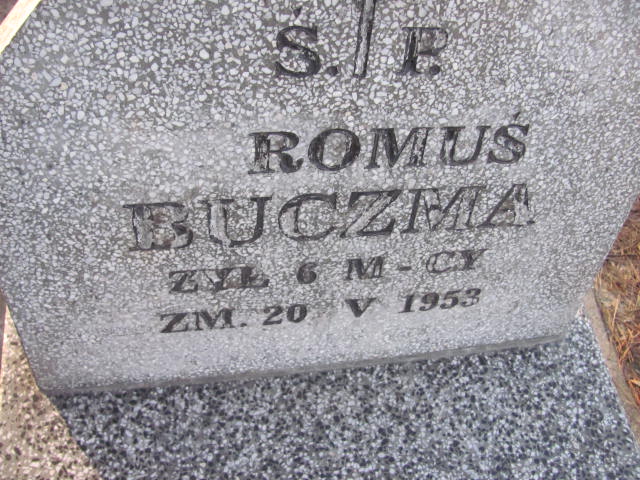 Ś. P.
ROMUŚ
BUCZMA
ŻYŁ 6 M-CY
ZM. 20 V 1953